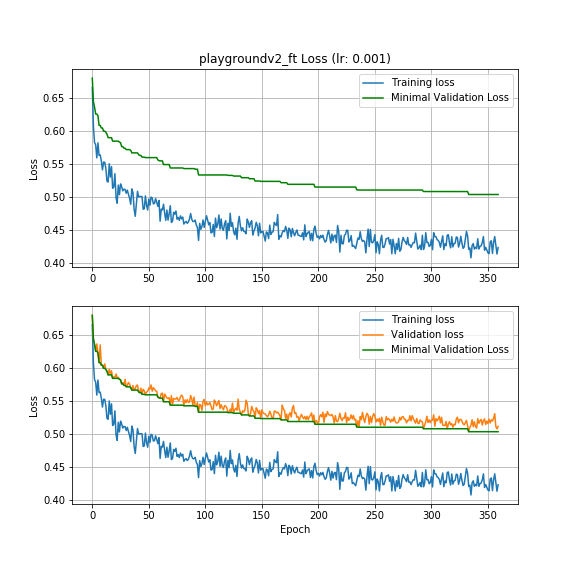 playgroundv2_ft Loss (lr: 0.001)
Training loss
Minimal Validation Loss
Loss
0.65
0.60
0.55
0.50
0.45
0.40
0 50 100 150 200 250 300 350
Training loss
Validation loss
Minimal Validation Loss
Loss
0.65
0.60
0.55
0.50
0.45
0.40
0 50 100 150 200 250 300 350
Epoch